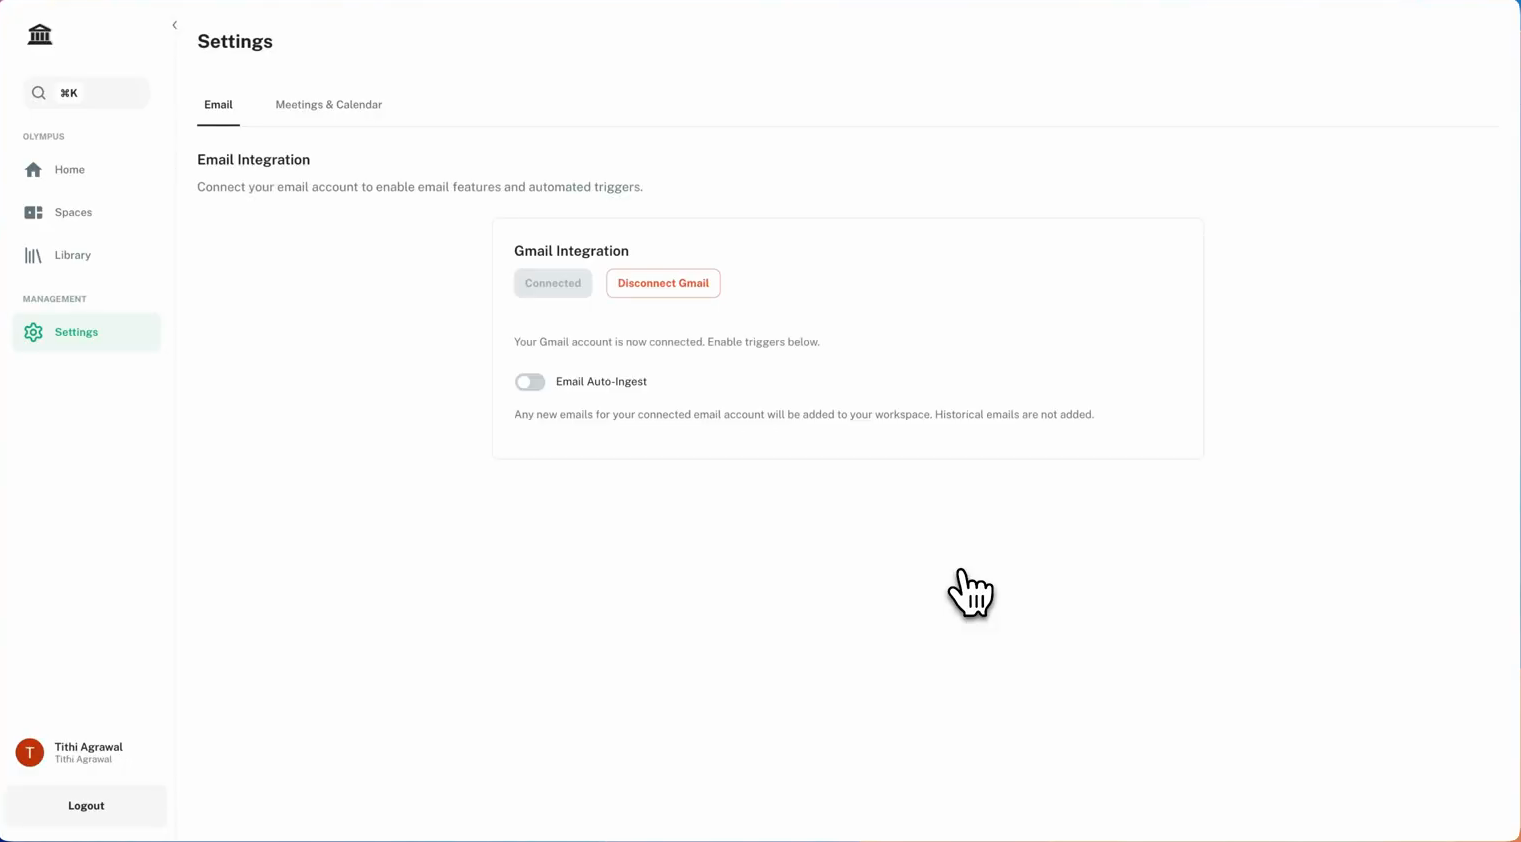 Settings
⌘K
Email
Meetings & Calendar
OLYMPUS
Home
Spaces
Library
MANAGEMENT
Settings
Email Integration
Connect your email account to enable email features and automated triggers.
Gmail Integration
Connected
Disconnect Gmail
Your Gmail account is now connected. Enable triggers below.
Email Auto-Ingest
Any new emails for your connected email account will be added to your workspace. Historical emails are not added.
T
Tithi Agrawal
Tithi Agrawal
Logout